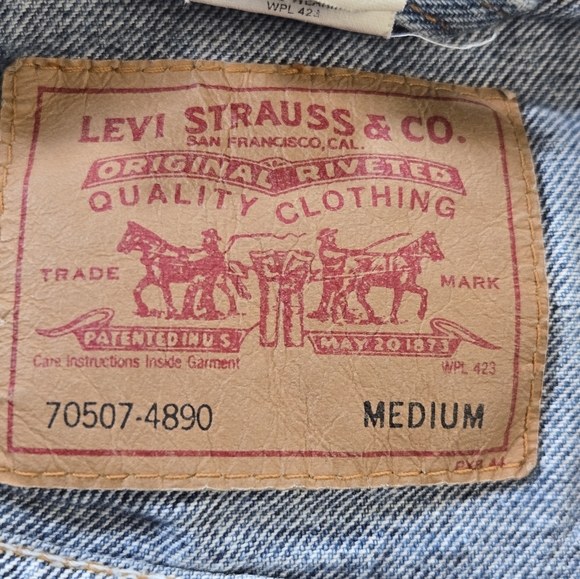 WPL 423
LEVI STRAUSS & CO.
SAN FRANCISCO, CAL.
ORIGINAL RIVETED
QUALITY CLOTHING
TRADE MARK
PATENTED IN U.S. MAY 20 1873
Care Instructions Inside Garment WPL 423
70507-4890 MEDIUM